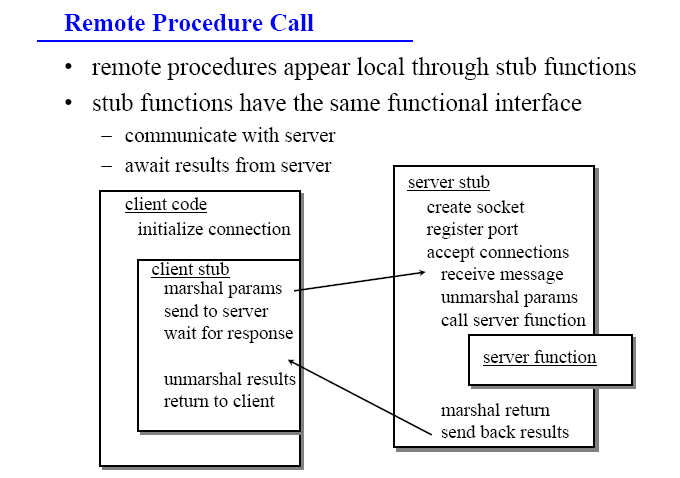 Remote Procedure Call
• remote procedures appear local through stub functions
• stub functions have the same functional interface
– communicate with server
– await results from server
client code
initialize connection
client stub
marshal params
send to server
wait for response
unmarshal results
return to client
server stub
create socket
register port
accept connections
receive message
unmarshal params
call server function
server function
marshal return
send back results